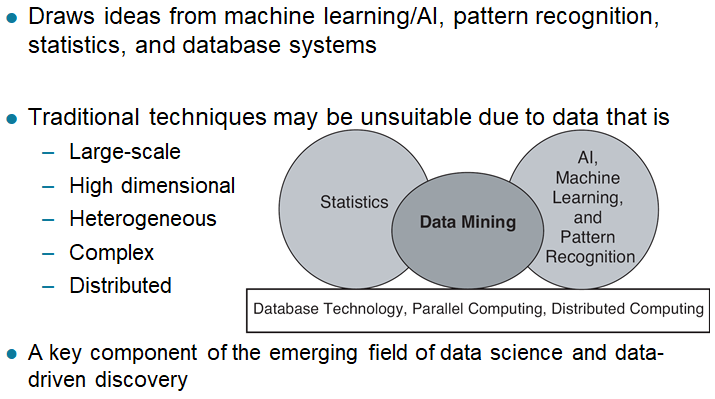 ● Draws ideas from machine learning/AI, pattern recognition,
statistics, and database systems
● Traditional techniques may be unsuitable due to data that is
– Large-scale
– High dimensional
– Heterogeneous
– Complex
– Distributed
Statistics
Data Mining
AI,
Machine
Learning,
and
Pattern
Recognition
Database Technology, Parallel Computing, Distributed Computing
● A key component of the emerging field of data science and data-
driven discovery